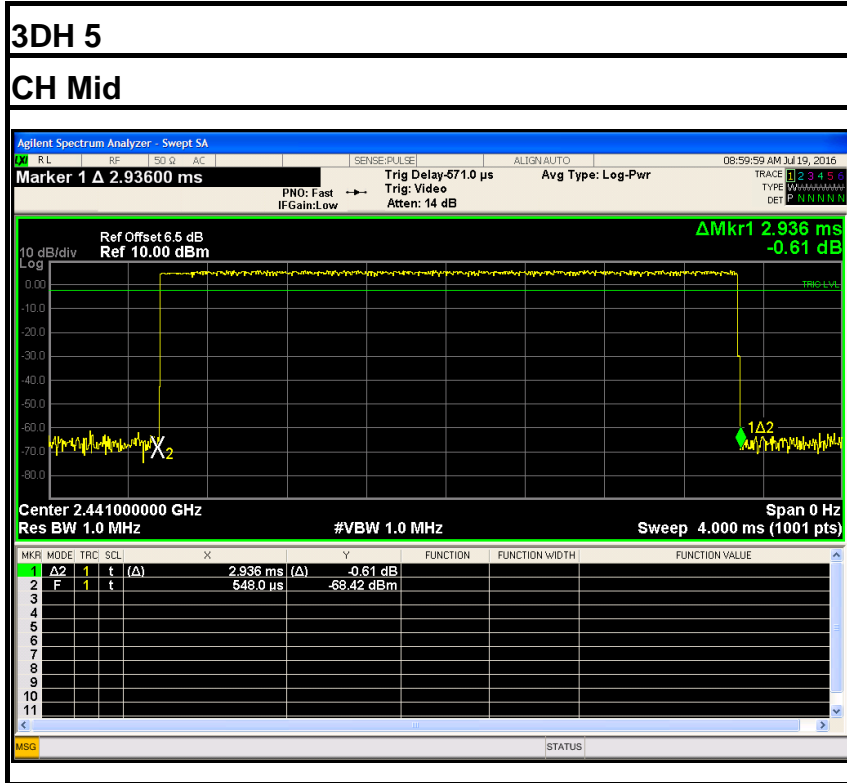 3DH 5
CH Mid
Agilent Spectrum Analyzer - Swept SA
LXI RL RF 50 Ω AC SENSE:PULSE ALIGN AUTO 08:59:59 AM Jul 19, 2016
Marker 1 Δ 2.93600 ms
PNO: Fast
IFGain:Low
Trig Delay-571.0 µs
Trig: Video
Atten: 14 dB
Avg Type: Log-Pwr
TRACE 1 2 3 4 5 6
TYPE W
DET P N N N N N
ΔMkr1 2.936 ms
-0.61 dB
Ref Offset 6.5 dB
10 dB/div Ref 10.00 dBm
Log
0.00
TRIG LVL
-10.0
-20.0
-30.0
-40.0
-50.0
-60.0
-70.0
-80.0
X2
1Δ2
Center 2.441000000 GHz Span 0 Hz
Res BW 1.0 MHz #VBW 1.0 MHz Sweep 4.000 ms (1001 pts)
MKR MODE TRC SCL X Y FUNCTION FUNCTION WIDTH FUNCTION VALUE
1 Δ2 1 t (Δ) 2.936 ms (Δ) -0.61 dB
2 F 1 t 548.0 µs -68.42 dBm
3
4
5
6
7
8
9
10
11
MSG STATUS